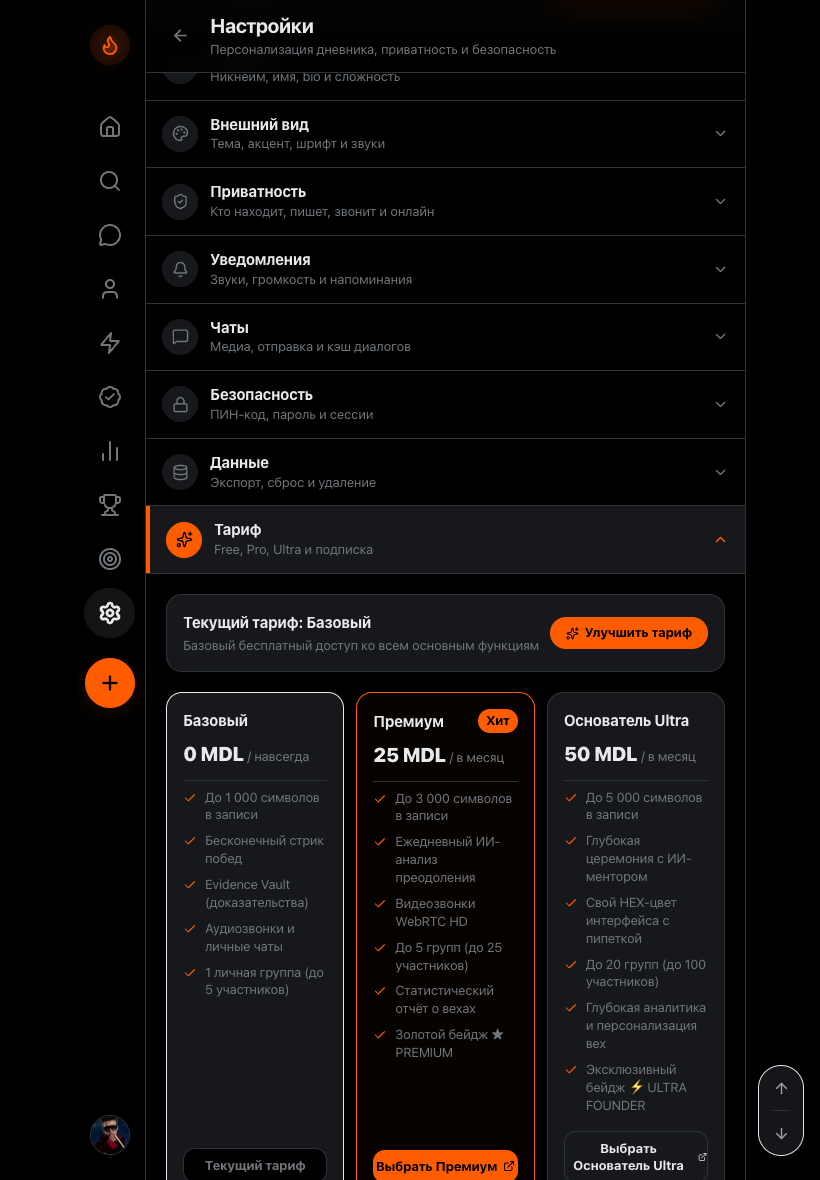 Настройки
Персонализация дневника, приватность и безопасность
Никнейм, имя, bio и сложность
Внешний вид
Тема, акцент, шрифт и звуки
Приватность
Кто находит, пишет, звонит и онлайн
Уведомления
Звуки, громкость и напоминания
Чаты
Медиа, отправка и кэш диалогов
Безопасность
ПИН-код, пароль и сессии
Данные
Экспорт, сброс и удаление
Тариф
Free, Pro, Ultra и подписка
Текущий тариф: Базовый
Базовый бесплатный доступ ко всем основным функциям
Улучшить тариф
Базовый
0 MDL / навсегда
До 1 000 символов
в записи
Бесконечный стрик
побед
Evidence Vault
(доказательства)
Аудиозвонки и
личные чаты
1 личная группа (до
5 участников)
Текущий тариф
Премиум
Хит
25 MDL / в месяц
До 3 000 символов
в записи
Ежедневный ИИ-
анализ
преодоления
Видеозвонки
WebRTC HD
До 5 групп (до 25
участников)
Статистический
отчёт о вехах
Золотой бейдж ★
PREMIUM
Выбрать Премиум
Основатель Ultra
50 MDL / в месяц
До 5 000 символов
в записи
Глубокая
церемония с ИИ-
ментором
Свой HEX-цвет
интерфейса с
пипеткой
До 20 групп (до 100
участников)
Глубокая аналитика
и персонализация
вех
Эксклюзивный
бейдж ⚡ ULTRA
FOUNDER
Выбрать
Основатель Ultra